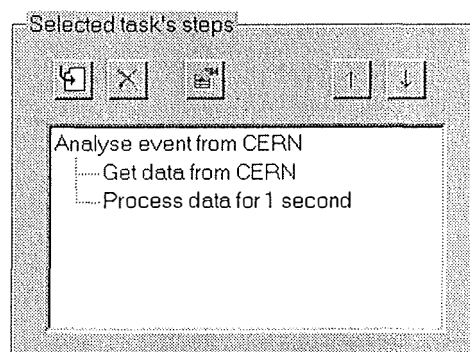 Selected task's steps
Analyse event from CERN
Get data from CERN
Process data for 1 second